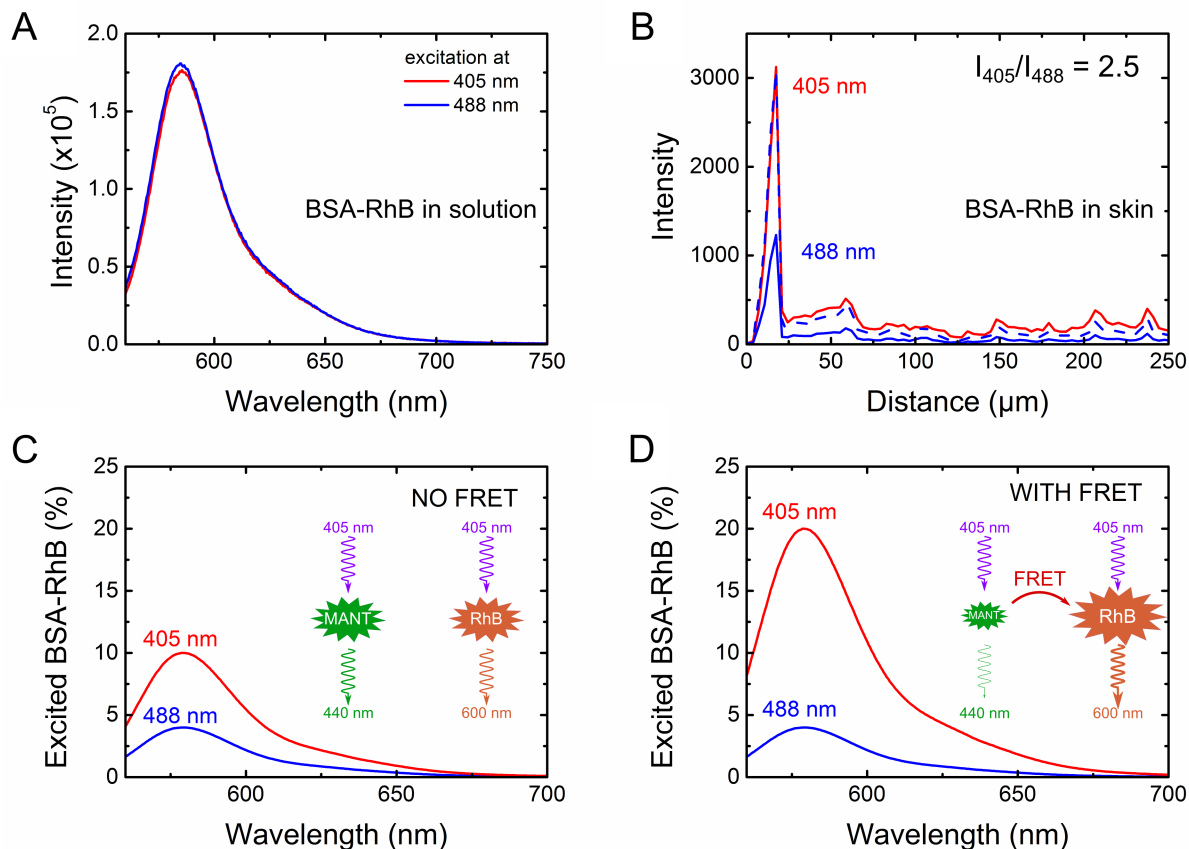 A
2.0
1.5
1.0
0.5
0.0
Intensity (x10⁵)
excitation at
405 nm
488 nm
BSA-RhB in solution
600
650
700
750
Wavelength (nm)
B
3000
2000
1000
0
Intensity
I₄₀₅/I₄₈₈ = 2.5
405 nm
BSA-RhB in skin
488 nm
0
50
100
150
200
250
Distance (µm)
C
25
20
15
10
5
0
Excited BSA-RhB (%)
NO FRET
405 nm
405 nm
MANT
RhB
405 nm
488 nm
440 nm
600 nm
600
650
700
Wavelength (nm)
D
25
20
15
10
5
0
Excited BSA-RhB (%)
WITH FRET
405 nm
405 nm
405 nm
FRET
MANT
RhB
488 nm
440 nm
600 nm
600
650
700
Wavelength (nm)